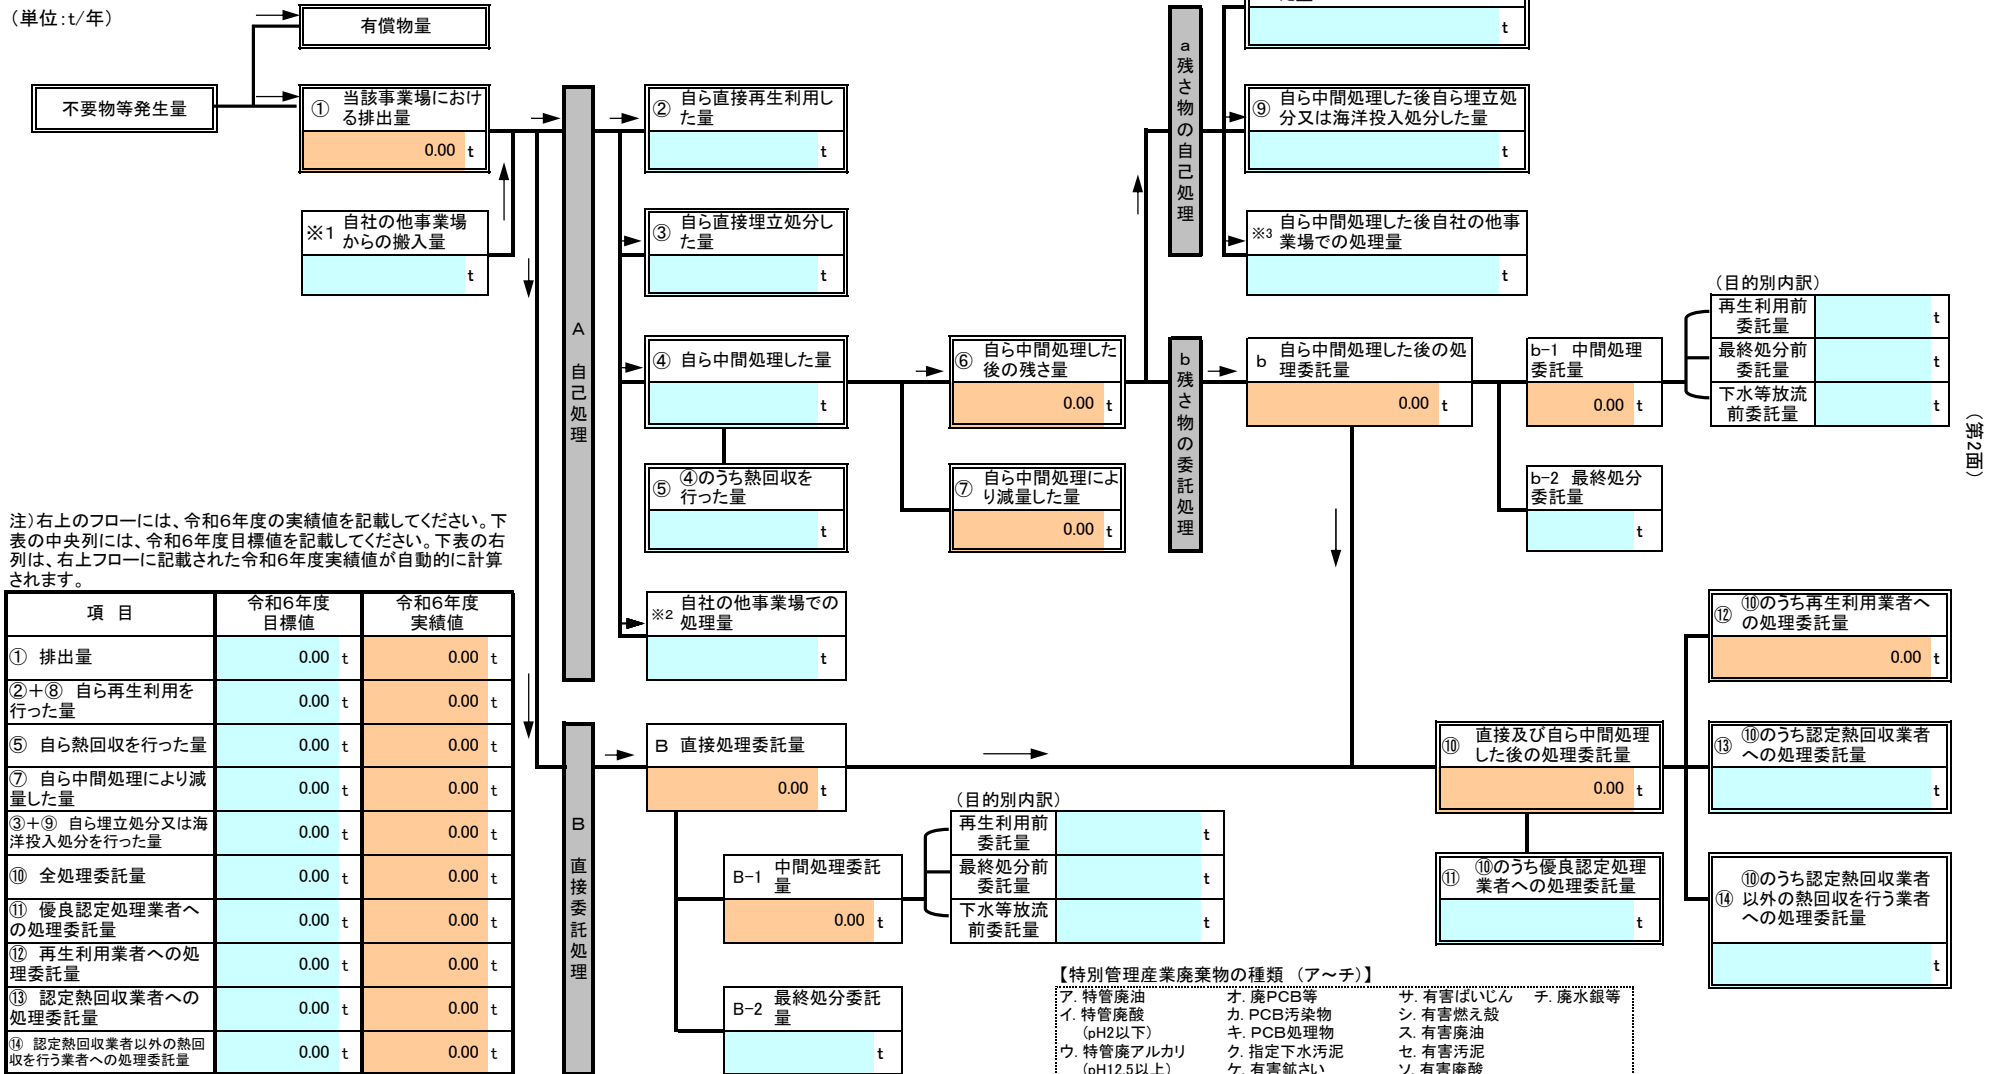 （単位：t/年）
有償物量
不要物等発生量
① 当該事業場におけ
る排出量
0.00 t
※1 自社の他事業場
からの搬入量
t
A 自己処理
② 自ら直接再生利用し
た量
t
③ 自ら直接埋立処分し
た量
t
④ 自ら中間処理した量
t
⑤ ④のうち熱回収を
行った量
t
※2 自社の他事業場での
処理量
t
⑥ 自ら中間処理した
後の残さ量
0.00 t
⑦ 自ら中間処理によ
り減量した量
0.00 t
a 残さ物の自己処理
t
⑨ 自ら中間処理した後自ら埋立処
分又は海洋投入処分した量
t
※3 自ら中間処理した後自社の他事
業場での処理量
t
b 残さ物の委託処理
b 自ら中間処理した後の処
理委託量
0.00 t
b-1 中間処理
委託量
0.00 t
（目的別内訳）
再生利用前
委託量
t
最終処分前
委託量
t
下水等放流
前委託量
t
b-2 最終処分
委託量
t
（第2面）
注）右上のフローには、令和6年度の実績値を記載してください。下
表の中央列には、令和6年度目標値を記載してください。下表の右
列は、右上フローに記載された令和6年度実績値が自動的に計算
されます。
項 目 令和6年度 目標値 令和6年度 実績値
① 排出量 0.00 t 0.00 t
②＋⑧ 自ら再生利用を
行った量 0.00 t 0.00 t
⑤ 自ら熱回収を行った量 0.00 t 0.00 t
⑦ 自ら中間処理により減
量した量 0.00 t 0.00 t
③＋⑨ 自ら埋立処分又は海
洋投入処分を行った量 0.00 t 0.00 t
⑩ 全処理委託量 0.00 t 0.00 t
⑪ 優良認定処理業者へ
の処理委託量 0.00 t 0.00 t
⑫ 再生利用業者への処
理委託量 0.00 t 0.00 t
⑬ 認定熱回収業者への
処理委託量 0.00 t 0.00 t
⑭ 認定熱回収業者以外の熱回
収を行う業者への処理委託量 0.00 t 0.00 t
B 直接委託処理
B 直接処理委託量
0.00 t
B-1 中間処理委託
量
0.00 t
（目的別内訳）
再生利用前
委託量
t
最終処分前
委託量
t
下水等放流
前委託量
t
B-2 最終処分委託
量
t
⑩ 直接及び自ら中間処理
した後の処理委託量
0.00 t
⑪ ⑩のうち優良認定処理
業者への処理委託量
t
⑫ ⑩のうち再生利用業者へ
の処理委託量
0.00 t
⑬ ⑩のうち認定熱回収業者
への処理委託量
t
⑭ ⑩のうち認定熱回収業者
以外の熱回収を行う業者
への処理委託量
t
【特別管理産業廃棄物の種類 （ア～チ）】
ア. 特管廃油 オ. 廃PCB等 サ. 有害ばいじん チ. 廃水銀等
イ. 特管廃酸 カ. PCB汚染物 シ. 有害燃え殻
（pH2以下） キ. PCB処理物 ス. 有害廃油
ウ. 特管廃アルカリ ク. 指定下水汚泥 セ. 有害汚泥
（pH12.5以上） ケ. 有害鉱さい ソ. 有害廃酸